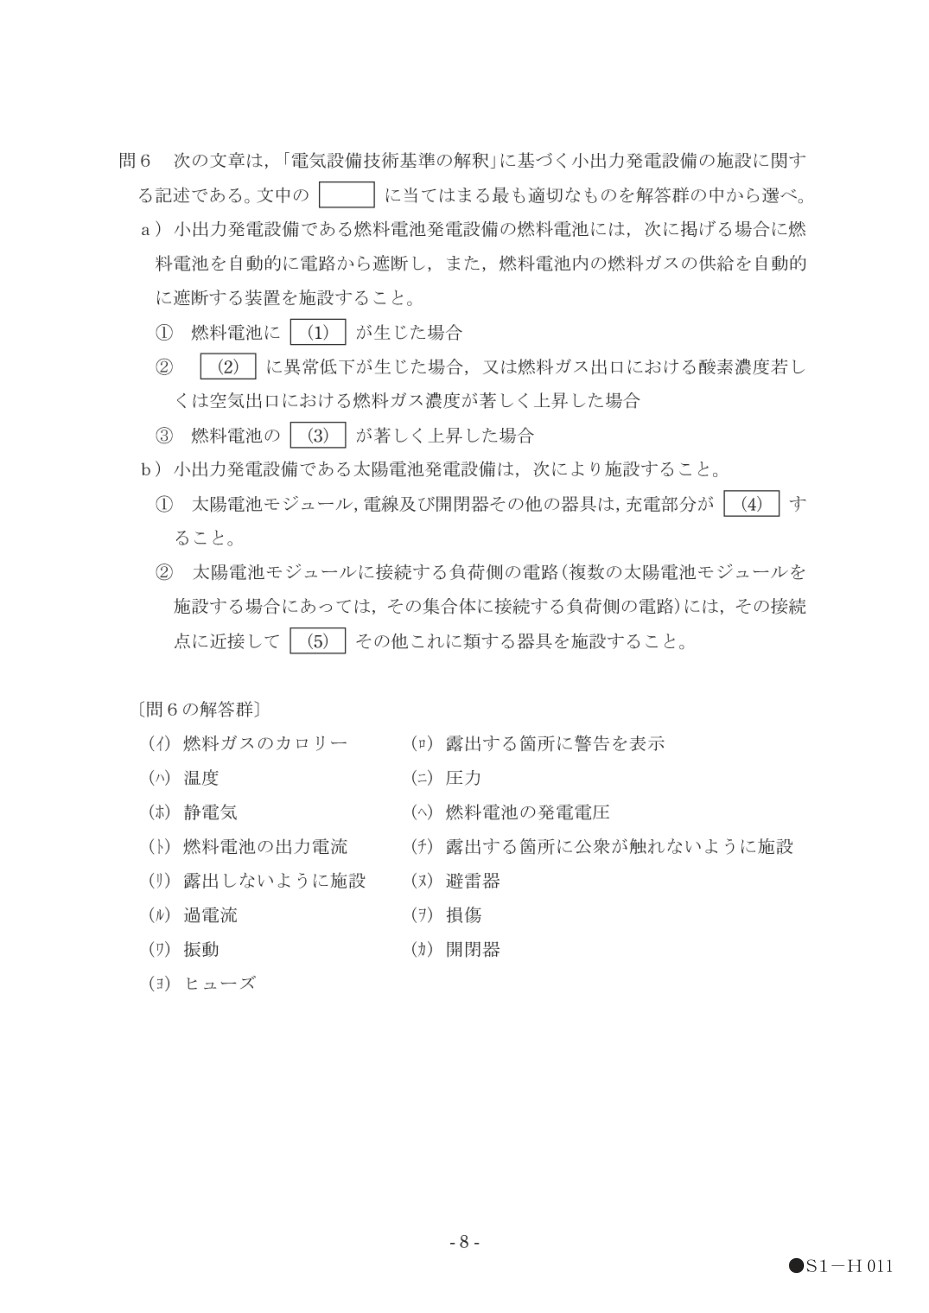 問6 次の文章は，「電気設備技術基準の解釈」に基づく小出力発電設備の施設に関す
る記述である。文中の に当てはまる最も適切なものを解答群の中から選べ。
a）小出力発電設備である燃料電池発電設備の燃料電池には，次に掲げる場合に燃
料電池を自動的に電路から遮断し，また，燃料電池内の燃料ガスの供給を自動的
に遮断する装置を施設すること。
① 燃料電池に (1) が生じた場合
② (2) に異常低下が生じた場合，又は燃料ガス出口における酸素濃度若し
くは空気出口における燃料ガス濃度が著しく上昇した場合
③ 燃料電池の (3) が著しく上昇した場合
b）小出力発電設備である太陽電池発電設備は，次により施設すること。
① 太陽電池モジュール，電線及び開閉器その他の器具は，充電部分が (4) す
ること。
② 太陽電池モジュールに接続する負荷側の電路（複数の太陽電池モジュールを
施設する場合にあっては，その集合体に接続する負荷側の電路）には，その接続
点に近接して (5) その他これに類する器具を施設すること。
〔問6の解答群〕
(ｲ) 燃料ガスのカロリー (ﾛ) 露出する箇所に警告を表示
(ﾊ) 温度 (ﾆ) 圧力
(ﾎ) 静電気 (ﾍ) 燃料電池の発電電圧
(ﾄ) 燃料電池の出力電流 (ﾁ) 露出する箇所に公衆が触れないように施設
(ﾘ) 露出しないように施設 (ﾇ) 避雷器
(ﾙ) 過電流 (ｦ) 損傷
(ﾜ) 振動 (ｶ) 開閉器
(ﾖ) ヒューズ
- 8 -
●S1－H 011